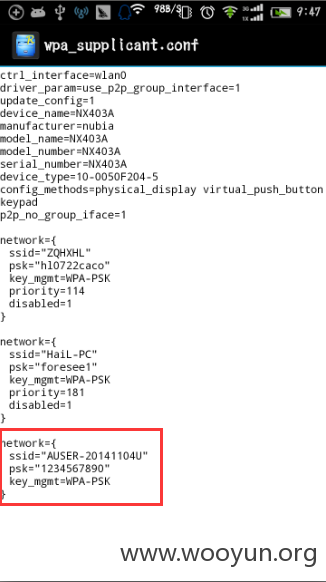 98B/S 3G 9:47
wpa_supplicant.conf
ctrl_interface=wlan0
driver_param=use_p2p_group_interface=1
update_config=1
device_name=NX403A
manufacturer=nubia
model_name=NX403A
model_number=NX403A
serial_number=NX403A
device_type=10-0050F204-5
config_methods=physical_display virtual_push_button
keypad
p2p_no_group_iface=1
network={
ssid="ZQHXHL"
psk="hl0722caco"
key_mgmt=WPA-PSK
priority=114
disabled=1
}
network={
ssid="HaiL-PC"
psk="foresee1"
key_mgmt=WPA-PSK
priority=181
disabled=1
}
network={
ssid="AUSER-20141104U"
psk="1234567890"
key_mgmt=WPA-PSK
}
www.wooyun.org